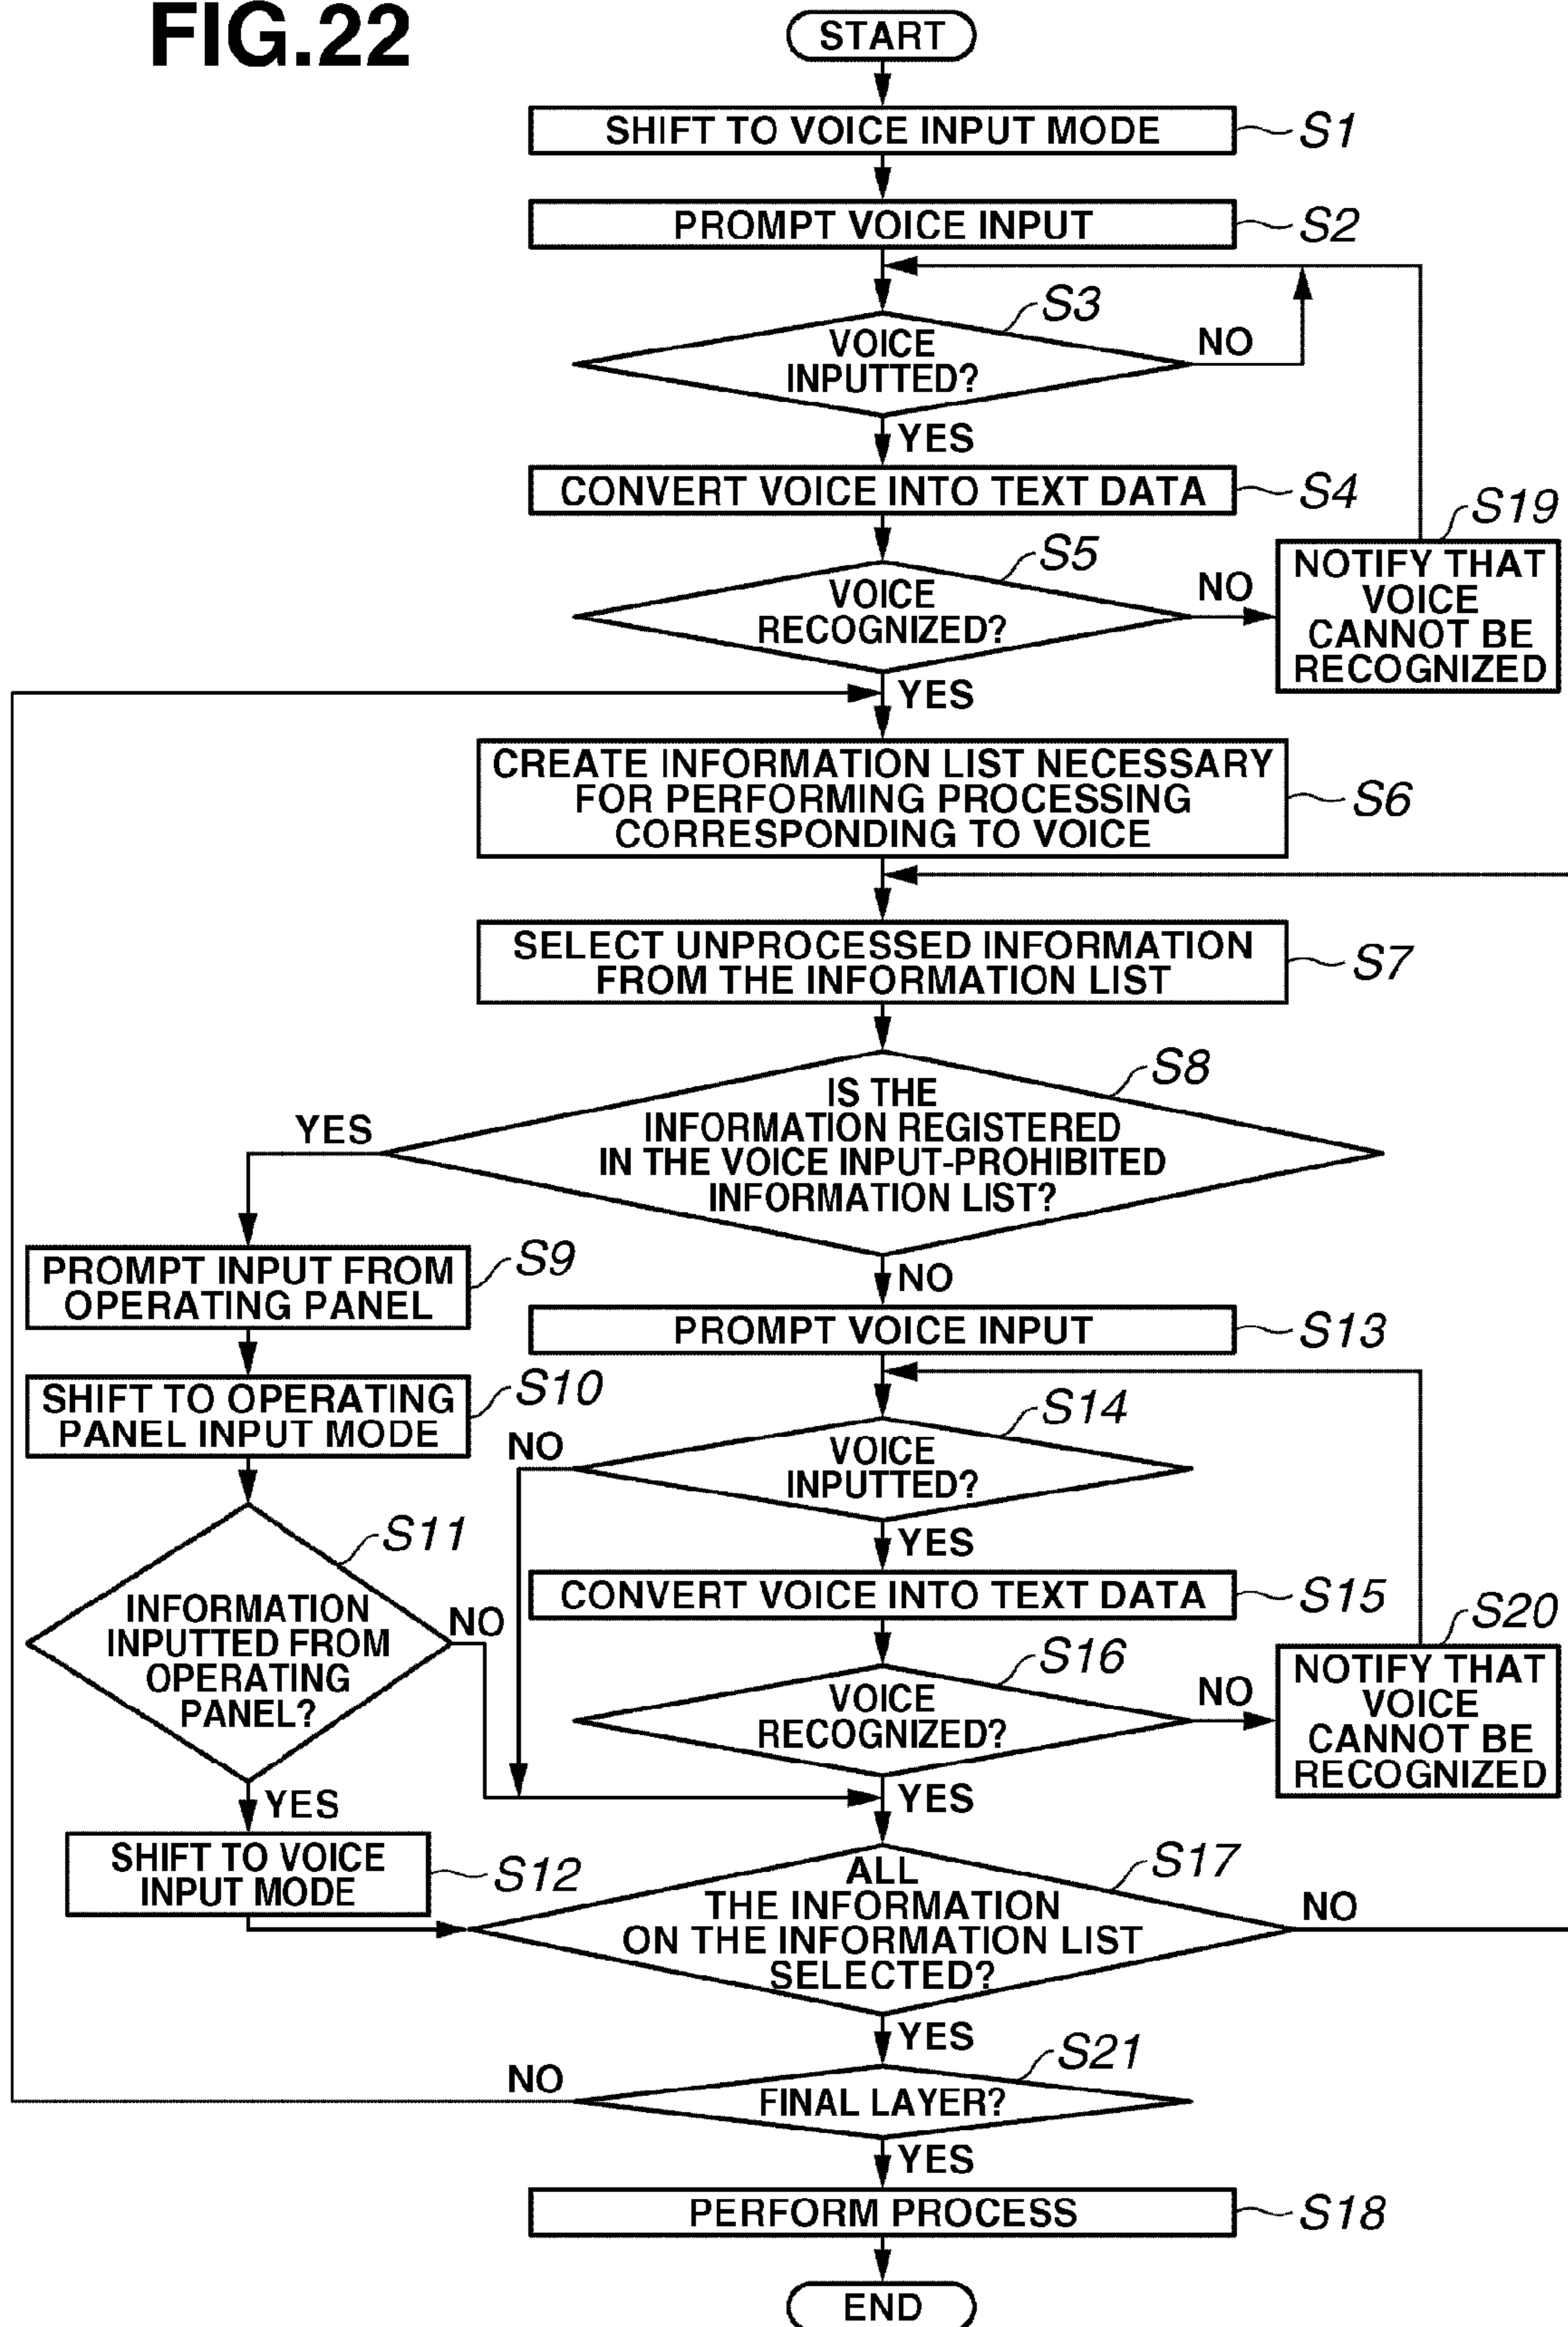 FIG.22
START
SHIFT TO VOICE INPUT MODE
S1
PROMPT VOICE INPUT
S2
S3
VOICE
INPUTTED?
NO
YES
CONVERT VOICE INTO TEXT DATA
S4
S5
VOICE
RECOGNIZED?
NO
S19
NOTIFY THAT
VOICE
CANNOT BE
RECOGNIZED
YES
CREATE INFORMATION LIST NECESSARY
FOR PERFORMING PROCESSING
CORRESPONDING TO VOICE
S6
SELECT UNPROCESSED INFORMATION
FROM THE INFORMATION LIST
S7
S8
IS THE
INFORMATION REGISTERED
IN THE VOICE INPUT-PROHIBITED
INFORMATION LIST?
YES
NO
PROMPT INPUT FROM
OPERATING PANEL
S9
SHIFT TO OPERATING
PANEL INPUT MODE
S10
S11
INFORMATION
INPUTTED FROM
OPERATING
PANEL?
NO
YES
SHIFT TO VOICE
INPUT MODE
S12
PROMPT VOICE INPUT
S13
S14
VOICE
INPUTTED?
NO
YES
CONVERT VOICE INTO TEXT DATA
S15
S16
VOICE
RECOGNIZED?
NO
S20
NOTIFY THAT
VOICE
CANNOT BE
RECOGNIZED
YES
S17
ALL
THE INFORMATION
ON THE INFORMATION LIST
SELECTED?
NO
YES
S21
FINAL LAYER?
NO
YES
PERFORM PROCESS
S18
END